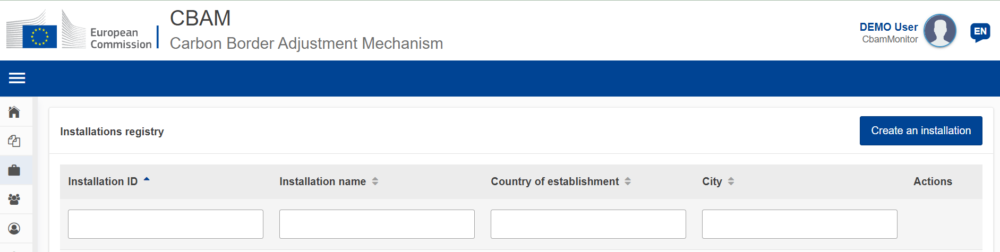 European
Commission
CBAM
Carbon Border Adjustment Mechanism
DEMO User
CbamMonitor
EN
Installations registry
Create an installation
Installation ID
Installation name
Country of establishment
City
Actions